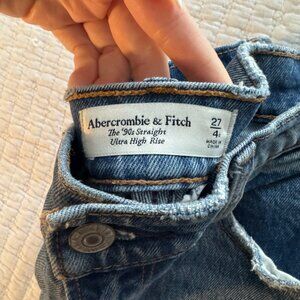 Abercrombie & Fitch
The '90s Straight
Ultra High Rise
27
4
MADE IN
CHINA